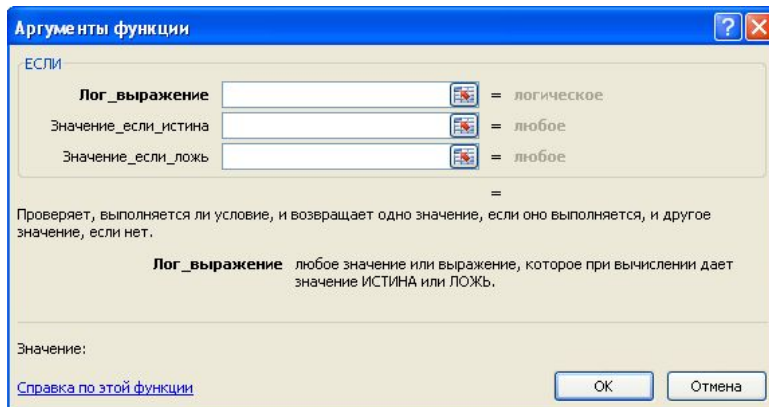 Аргументы функции
ЕСЛИ
Лог_выражение = логическое
Значение_если_истина = любое
Значение_если_ложь = любое
=
Проверяет, выполняется ли условие, и возвращает одно значение, если оно выполняется, и другое
значение, если нет.
Лог_выражение любое значение или выражение, которое при вычислении дает
значение ИСТИНА или ЛОЖЬ.
Значение:
Справка по этой функции
ОК
Отмена